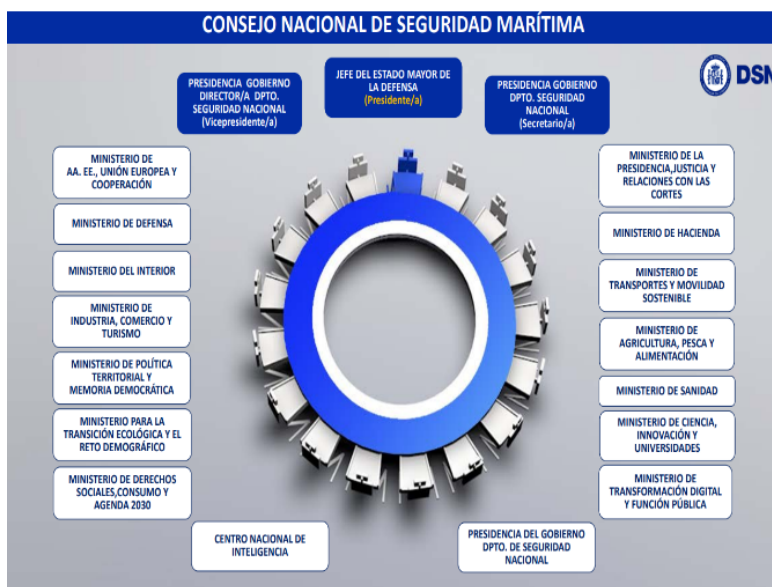 CONSEJO NACIONAL DE SEGURIDAD MARÍTIMA
PRESIDENCIA GOBIERNO
DIRECTOR/A DPTO.
SEGURIDAD NACIONAL
(Vicepresidente/a)
JEFE DEL ESTADO MAYOR DE
LA DEFENSA
(Presidente/a)
PRESIDENCIA GOBIERNO
DPTO. SEGURIDAD
NACIONAL
(Secretario/a)
DSN
MINISTERIO DE
AA. EE., UNIÓN EUROPEA Y
COOPERACIÓN
MINISTERIO DE DEFENSA
MINISTERIO DEL INTERIOR
MINISTERIO DE
INDUSTRIA, COMERCIO Y
TURISMO
MINISTERIO DE POLÍTICA
TERRITORIAL Y
MEMORIA DEMOCRÁTICA
MINISTERIO PARA LA
TRANSICIÓN ECOLÓGICA Y EL
RETO DEMOGRÁFICO
MINISTERIO DE DERECHOS
SOCIALES,CONSUMO Y
AGENDA 2030
MINISTERIO DE LA
PRESIDENCIA,JUSTICIA Y
RELACIONES CON LAS
CORTES
MINISTERIO DE HACIENDA
MINISTERIO DE
TRANSPORTES Y MOVILIDAD
SOSTENIBLE
MINISTERIO DE
AGRICULTURA, PESCA Y
ALIMENTACIÓN
MINISTERIO DE SANIDAD
MINISTERIO DE CIENCIA,
INNOVACIÓN Y
UNIVERSIDADES
MINISTERIO DE
TRANSFORMACIÓN DIGITAL
Y FUNCIÓN PÚBLICA
CENTRO NACIONAL DE
INTELIGENCIA
PRESIDENCIA DEL GOBIERNO
DPTO. DE SEGURIDAD
NACIONAL